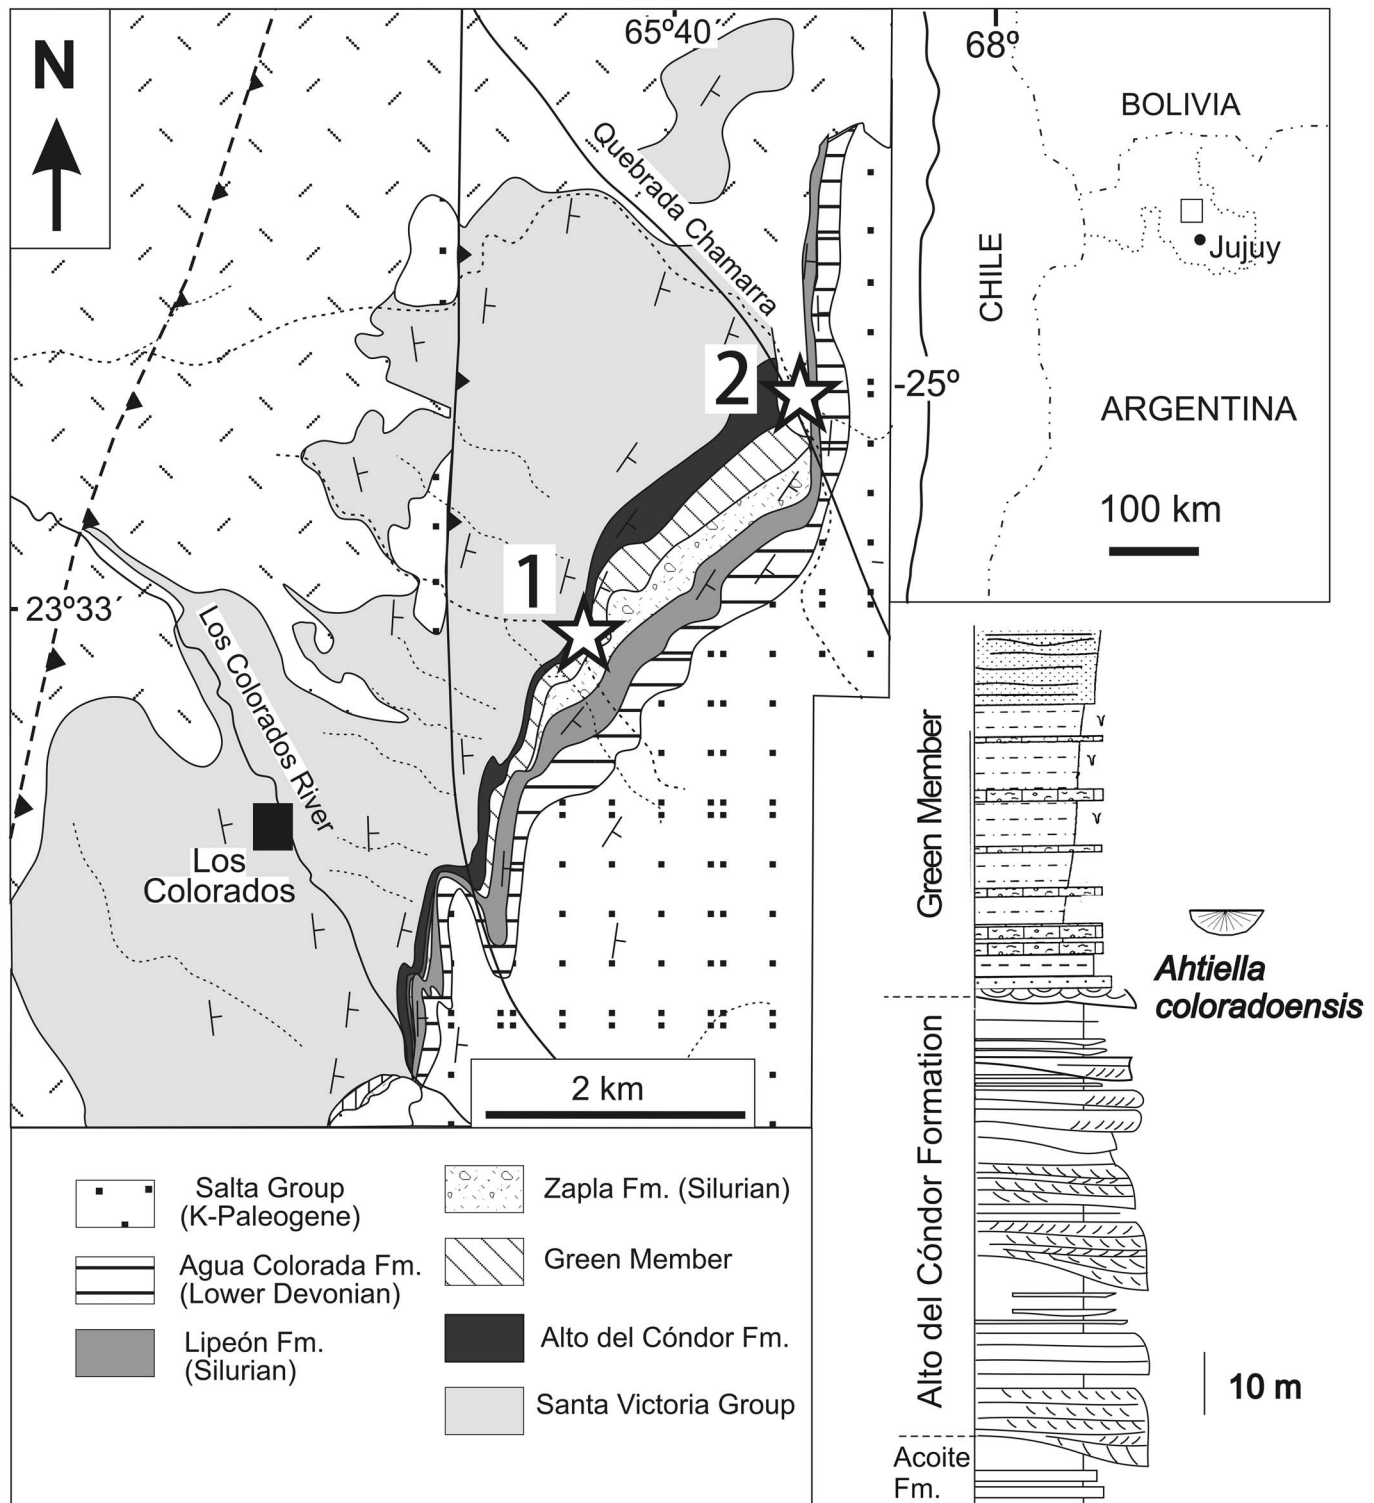 N
65º40´
68º
BOLIVIA
Quebrada Chamarra
CHILE
Jujuy
2
-25º
ARGENTINA
100 km
1
23º33´
Los Colorados River
Los
Colorados
2 km
Green Member
Ahtiella
coloradoensis
Alto del Cóndor Formation
10 m
Acoite
Fm.
Salta Group
(K-Paleogene)
Agua Colorada Fm.
(Lower Devonian)
Lipeón Fm.
(Silurian)
Zapla Fm. (Silurian)
Green Member
Alto del Cóndor Fm.
Santa Victoria Group